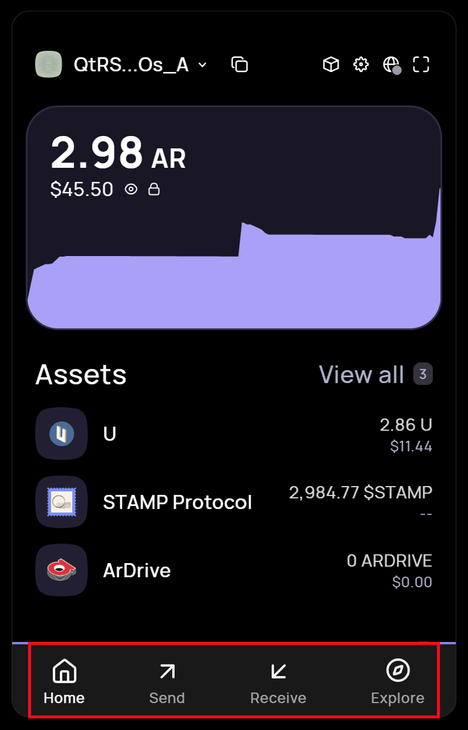 QtRS...Os_A
2.98 AR
$45.50
Assets
View all 3
U
2.86 U
$11.44
STAMP Protocol
2,984.77 $STAMP
--
ArDrive
0 ARDRIVE
$0.00
Home Send Receive Explore